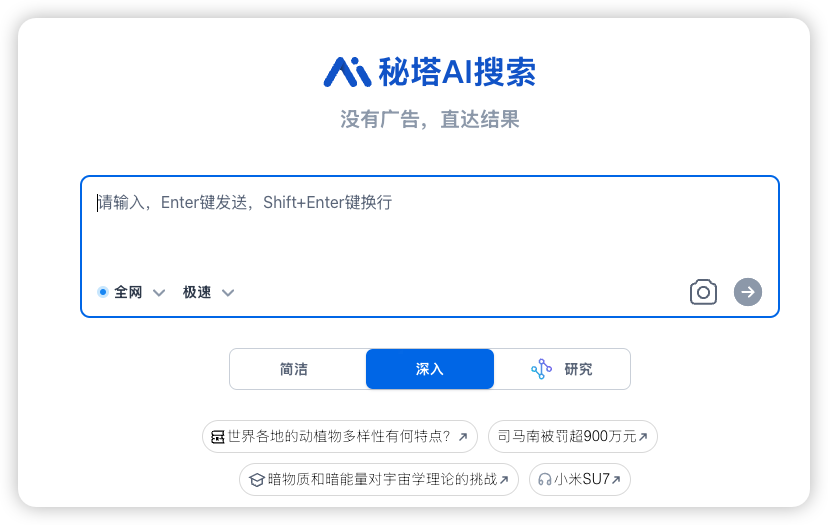 秘塔AI搜索
没有广告，直达结果
请输入，Enter键发送，Shift+Enter键换行
全网 极速
简洁 深入 研究
世界各地的动植物多样性有何特点？ 司马南被罚超900万元
暗物质和暗能量对宇宙学理论的挑战 小米SU7